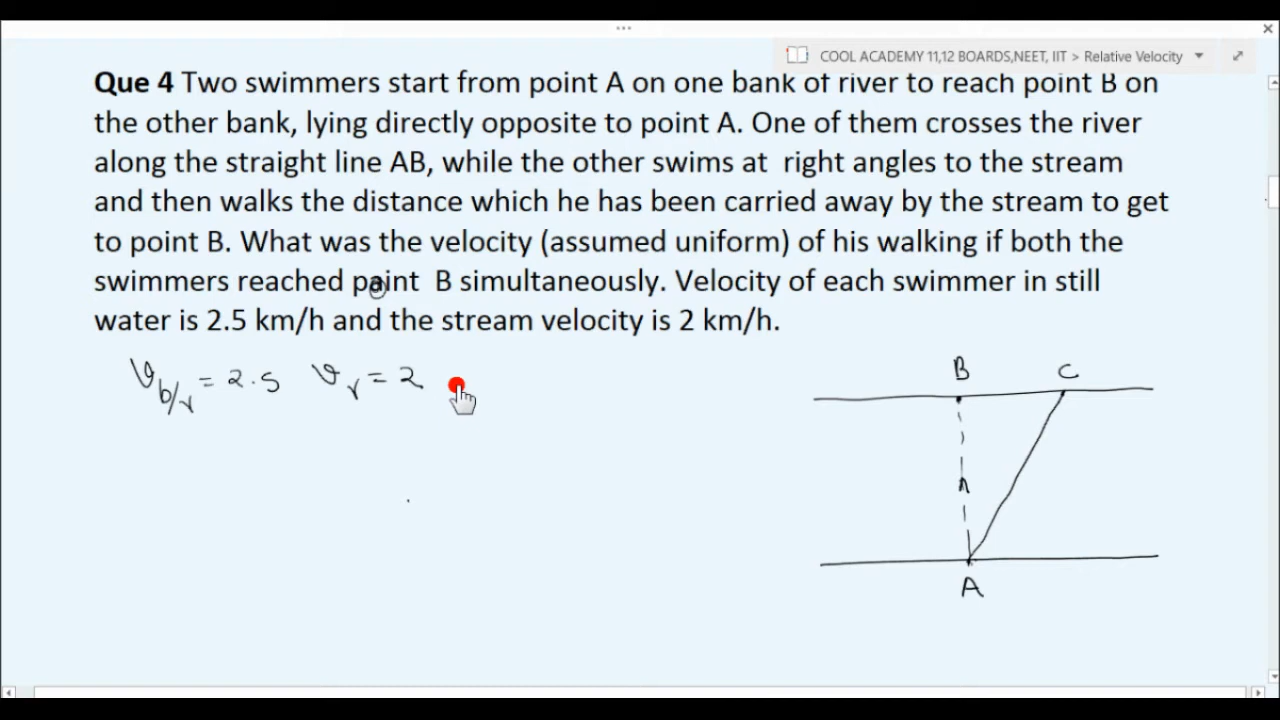 COOL ACADEMY 11,12 BOARDS,NEET, IIT > Relative Velocity
Que 4 Two swimmers start from point A on one bank of river to reach point B on
the other bank, lying directly opposite to point A. One of them crosses the river
along the straight line AB, while the other swims at right angles to the stream
and then walks the distance which he has been carried away by the stream to get
to point B. What was the velocity (assumed uniform) of his walking if both the
swimmers reached point B simultaneously. Velocity of each swimmer in still
water is 2.5 km/h and the stream velocity is 2 km/h.
v_b/r = 2.5 v_r = 2
B C
A